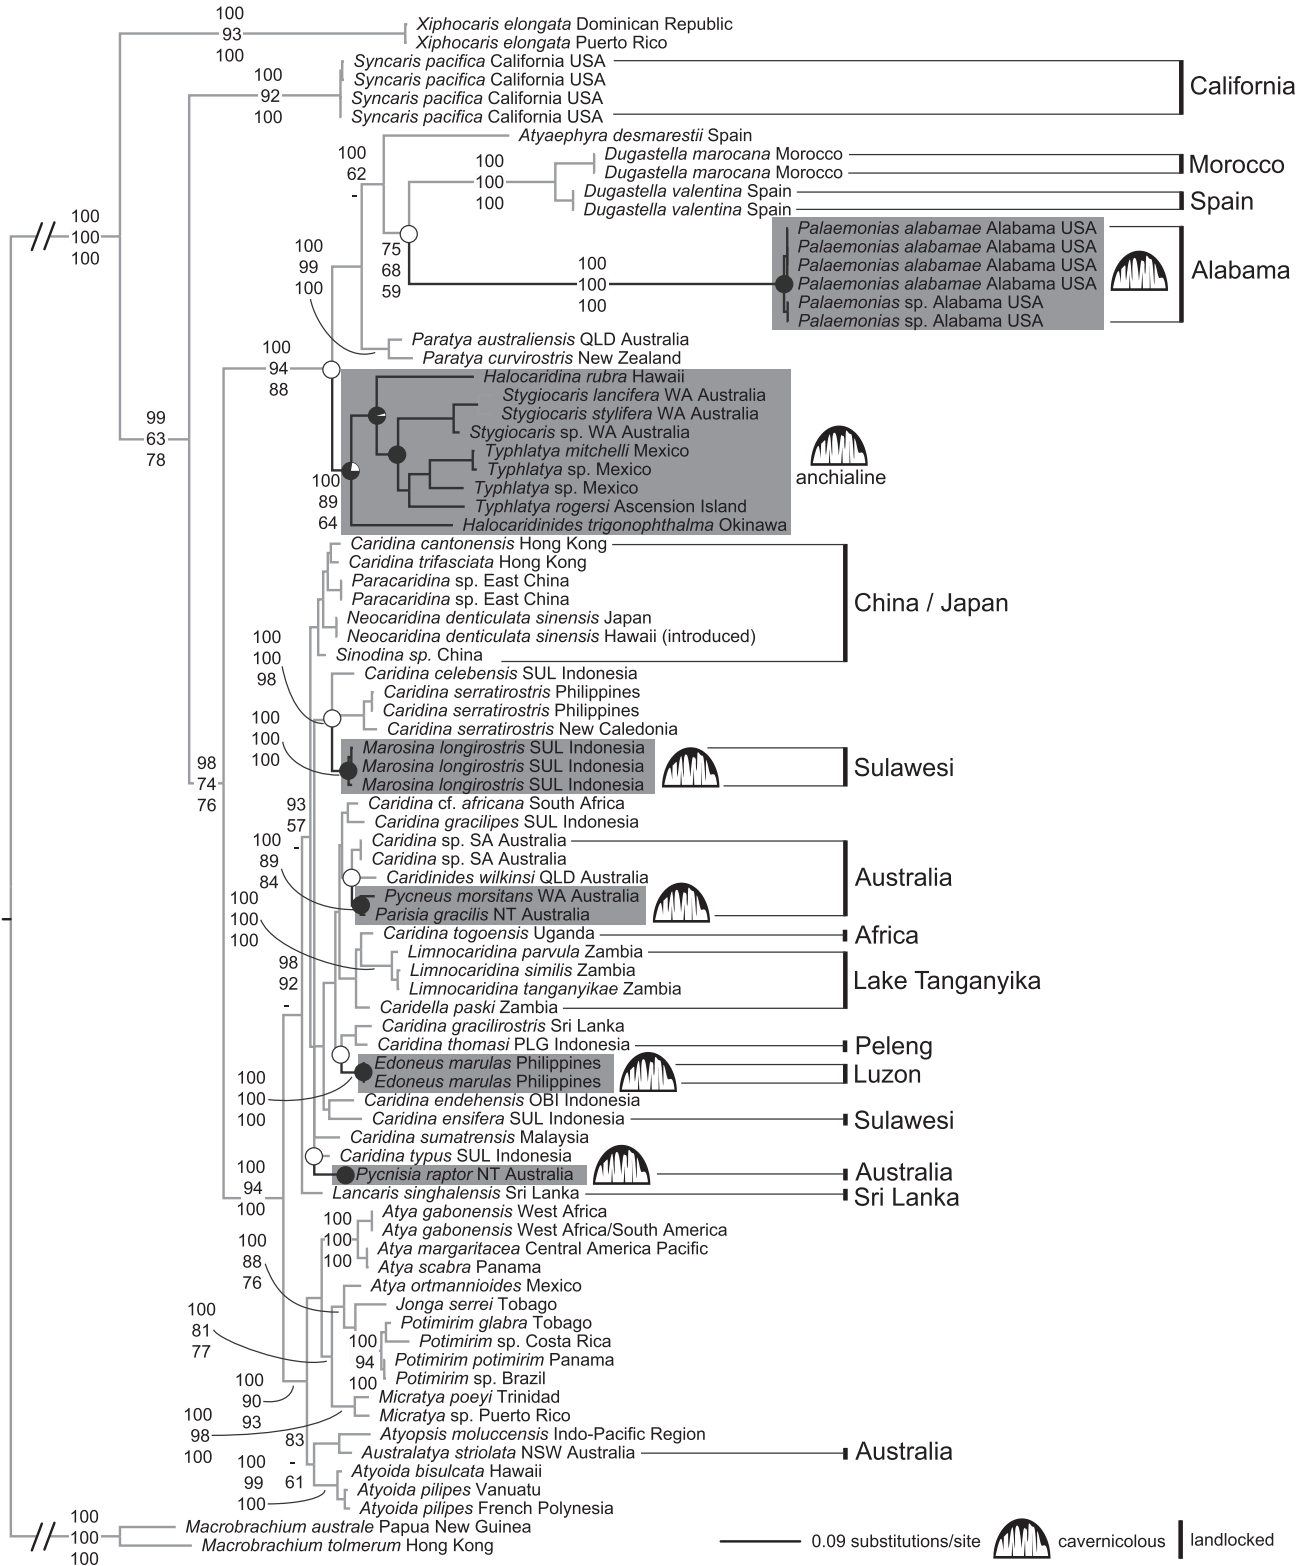 100
93
100
Xiphocaris elongata Dominican Republic
Xiphocaris elongata Puerto Rico
100
92
100
Syncaris pacifica California USA
Syncaris pacifica California USA
Syncaris pacifica California USA
Syncaris pacifica California USA
California
Atyaephyra desmarestii Spain
100
62
-
100
100
100
Dugastella marocana Morocco
Dugastella marocana Morocco
Morocco
Dugastella valentina Spain
Dugastella valentina Spain
Spain
100
100
100
75
68
59
100
100
100
Palaemonias alabamae Alabama USA
Palaemonias alabamae Alabama USA
Palaemonias alabamae Alabama USA
Palaemonias alabamae Alabama USA
Palaemonias sp. Alabama USA
Palaemonias sp. Alabama USA
Alabama
100
99
100
Paratya australiensis QLD Australia
Paratya curvirostris New Zealand
100
94
88
Halocaridina rubra Hawaii
Stygiocaris lancifera WA Australia
Stygiocaris stylifera WA Australia
Stygiocaris sp. WA Australia
Typhlatya mitchelli Mexico
Typhlatya sp. Mexico
Typhlatya sp. Mexico
Typhlatya rogersi Ascension Island
Halocaridinides trigonophthalma Okinawa
anchialine
99
63
78
100
89
64
Caridina cantonensis Hong Kong
Caridina trifasciata Hong Kong
Paracaridina sp. East China
Paracaridina sp. East China
Neocaridina denticulata sinensis Japan
Neocaridina denticulata sinensis Hawaii (introduced)
Sinodina sp. China
China / Japan
100
100
98
Caridina celebensis SUL Indonesia
Caridina serratirostris Philippines
Caridina serratirostris Philippines
Caridina serratirostris New Caledonia
100
100
100
Marosina longirostris SUL Indonesia
Marosina longirostris SUL Indonesia
Marosina longirostris SUL Indonesia
Sulawesi
98
74
76
93
57
-
Caridina cf. africana South Africa
Caridina gracilipes SUL Indonesia
Caridina sp. SA Australia
Caridina sp. SA Australia
Caridinides wilkinsi QLD Australia
100
89
84
Pycneus morsitans WA Australia
Parisia gracilis NT Australia
Australia
100
100
100
Caridina togoensis Uganda
Africa
Limnocaridina parvula Zambia
Limnocaridina similis Zambia
Limnocaridina tanganyikae Zambia
Caridella paski Zambia
Lake Tanganyika
98
92
-
Caridina gracilirostris Sri Lanka
Caridina thomasi PLG Indonesia
Peleng
Edoneus marulas Philippines
Edoneus marulas Philippines
Luzon
100
100
100
Caridina endehensis OBI Indonesia
Caridina ensifera SUL Indonesia
Sulawesi
Caridina sumatrensis Malaysia
Caridina typus SUL Indonesia
Pycnisia raptor NT Australia
Australia
Lancaris singhalensis Sri Lanka
Sri Lanka
100
94
100
Atya gabonensis West Africa
Atya gabonensis West Africa/South America
Atya margaritacea Central America Pacific
Atya scabra Panama
100
100
100
100
88
76
Atya ortmannioides Mexico
Jonga serrei Tobago
Potimirim glabra Tobago
Potimirim sp. Costa Rica
Potimirim potimirim Panama
Potimirim sp. Brazil
100
94
100
100
81
77
Micratya poeyi Trinidad
Micratya sp. Puerto Rico
100
90
93
100
98
100
83
-
61
Atyopsis moluccensis Indo-Pacific Region
Australatya striolata NSW Australia
Australia
Atyoida bisulcata Hawaii
Atyoida pilipes Vanuatu
Atyoida pilipes French Polynesia
100
99
100
100
100
100
Macrobrachium australe Papua New Guinea
Macrobrachium tolmerum Hong Kong
0.09 substitutions/site
cavernicolous
landlocked